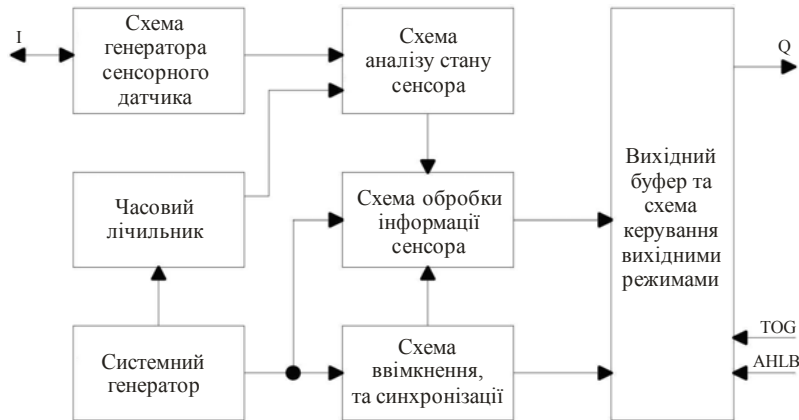 I
Схема
генератора
сенсорного
датчика
Схема
аналізу стану
сенсора
Q
Часовий
лічильник
Схема обробки
інформації
сенсора
Вихідний
буфер та
схема
керування
вихідними
режимами
Системний
генератор
Схема
ввімкнення,
та синхронізації
TOG
AHLB